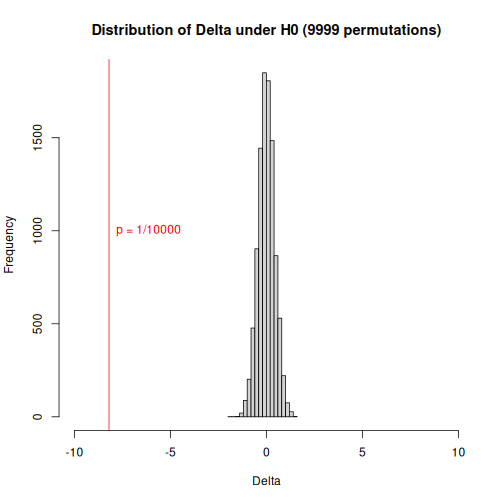 Distribution of Delta under H0 (9999 permutations)
1500
1000
500
0
Frequency
p = 1/10000
-10
-5
0
5
10
Delta